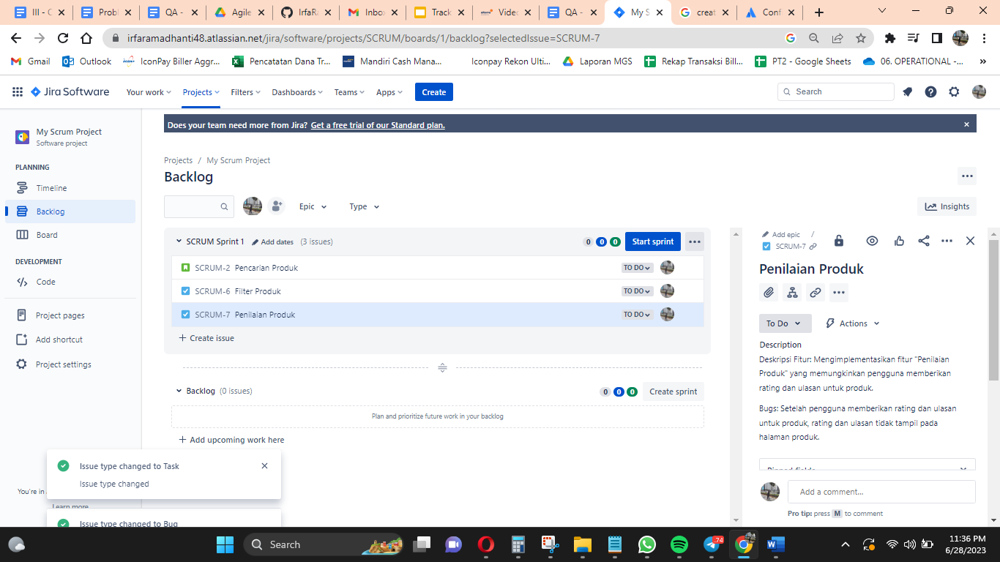 III - C
Probl
QA -
Agile
IrfaRa
Inbox
Track
Video
QA -
My S
creat
Conf
irfaramadhanti48.atlassian.net/jira/software/projects/SCRUM/boards/1/backlog?selectedIssue=SCRUM-7
Gmail
Outlook
IconPay Biller Aggr...
Pencatatan Dana Tr...
Mandiri Cash Mana...
Iconpay Rekon Ulti...
Laporan MGS
Rekap Transaksi Bill...
PT2 - Google Sheets
06. OPERATIONAL -...
Jira Software
Your work
Projects
Filters
Dashboards
Teams
Apps
Create
Search
My Scrum Project
Software project
Does your team need more from Jira? Get a free trial of our Standard plan.
PLANNING
Timeline
Backlog
Board
DEVELOPMENT
Code
Project pages
Add shortcut
Project settings
You're in
Learn more
Projects / My Scrum Project
Backlog
Epic
Type
Insights
SCRUM Sprint 1 Add dates (3 issues)
0 0 0 Start sprint
SCRUM-2 Pencarian Produk TO DO
SCRUM-6 Filter Produk TO DO
SCRUM-7 Penilaian Produk TO DO
+ Create issue
Backlog (0 issues)
0 0 0 Create sprint
Plan and prioritize future work in your backlog
+ Add upcoming work here
Issue type changed to Task
Issue type changed
Issue type changed to Bug
Add epic /
SCRUM-7
Penilaian Produk
To Do
Actions
Description
Deskripsi Fitur: Mengimplementasikan fitur "Penilaian
Produk" yang memungkinkan pengguna memberikan
rating dan ulasan untuk produk.
Bugs: Setelah pengguna memberikan rating dan ulasan
untuk produk, rating dan ulasan tidak tampil pada
halaman produk.
Pinned fields
Add a comment...
Pro tip: press M to comment
Search
74
11:36 PM
6/28/2023